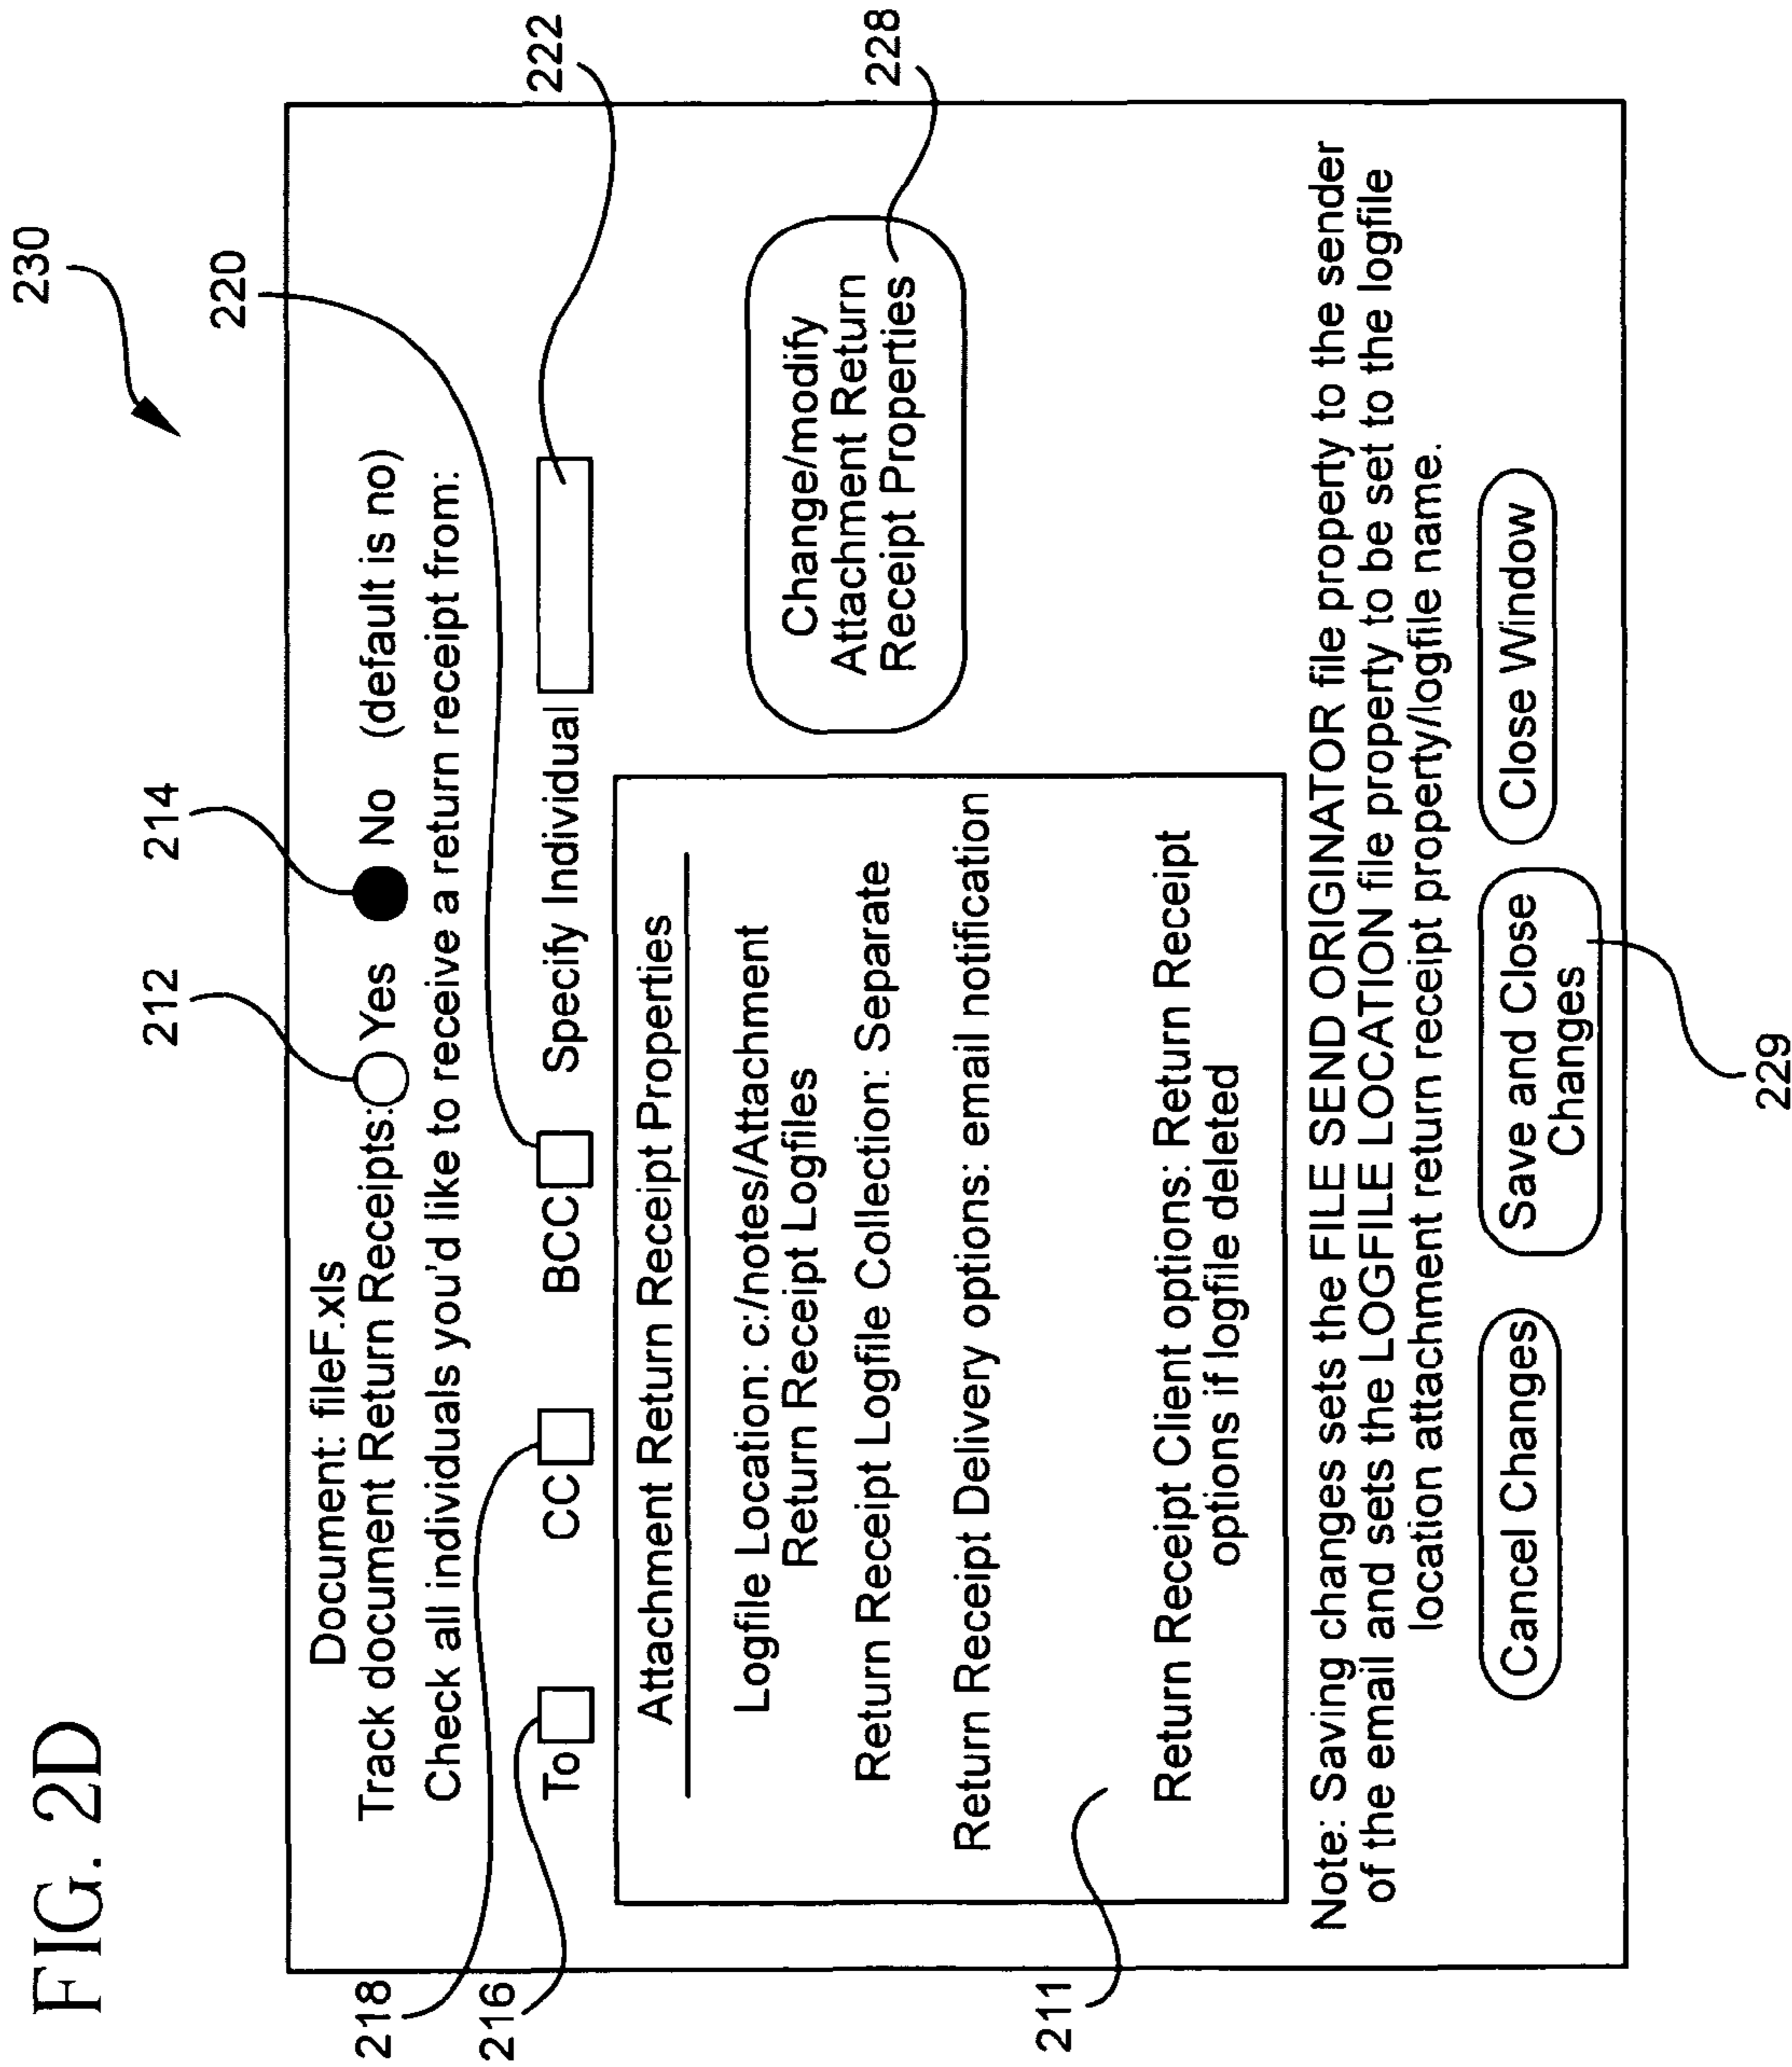 FIG. 2D
230
220
222
212
214
Document: fileF.xls
Track document Return Receipts: Yes No (default is no)
Check all individuals you'd like to receive a return receipt from:
218
216
To CC BCC Specify Individual
Attachment Return Receipt Properties
Logfile Location: c:/notes/Attachment
Return Receipt Logfiles
Return Receipt Logfile Collection: Separate
Return Receipt Delivery options: email notification
Return Receipt Client options: Return Receipt
options if logfile deleted
211
Change/modify
Attachment Return
Receipt Properties
228
Note: Saving changes sets the FILE SEND ORIGINATOR file property to the sender
of the email and sets the LOGFILE LOCATION file property to be set to the logfile
location attachment return receipt property/logfile name.
Cancel Changes
Save and Close
Changes
Close Window
229